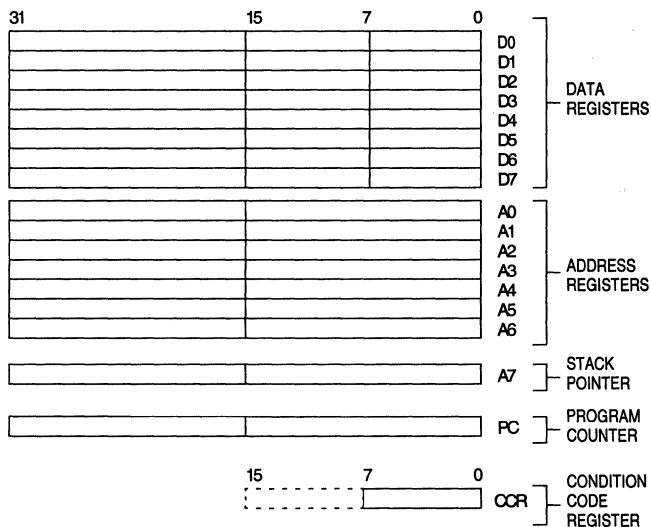 31 15 7 0
D0
D1
D2
D3
D4
D5
D6
D7
DATA
REGISTERS
A0
A1
A2
A3
A4
A5
A6
ADDRESS
REGISTERS
A7
STACK
POINTER
PC
PROGRAM
COUNTER
15 7 0
CCR
CONDITION
CODE
REGISTER